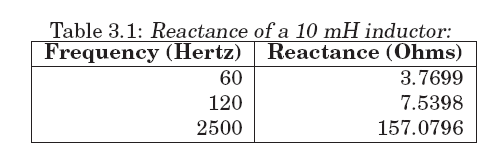 Table 3.1: Reactance of a 10 mH inductor:
Frequency (Hertz) Reactance (Ohms)
60 3.7699
120 7.5398
2500 157.0796